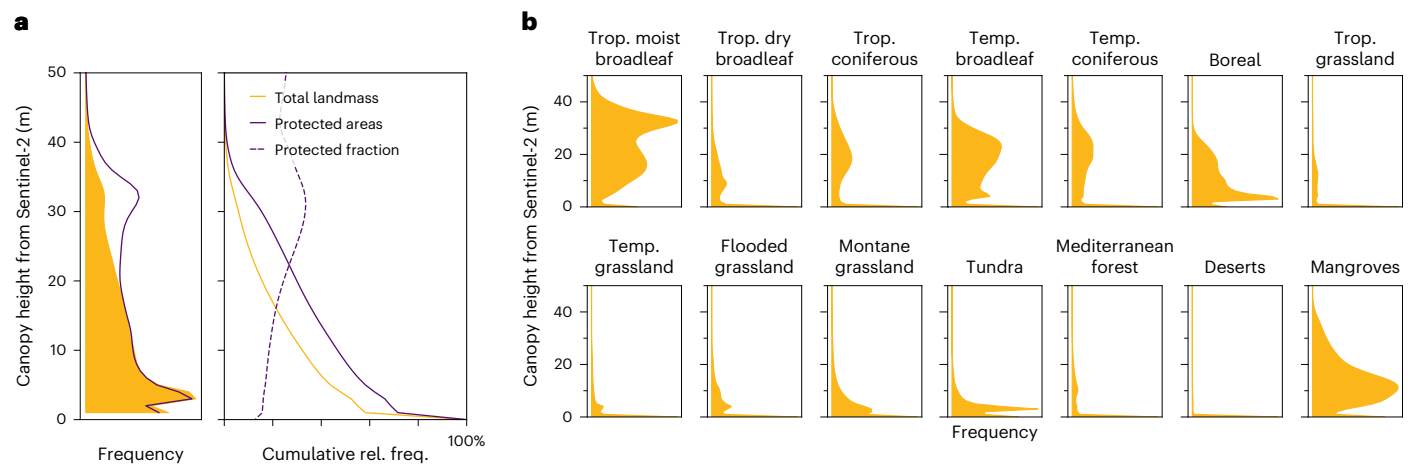 a
50
40
30
20
10
0
Canopy height from Sentinel-2 (m)
Frequency
Total landmass
Protected areas
Protected fraction
100%
Cumulative rel. freq.
b
Trop. moist
broadleaf
Trop. dry
broadleaf
Trop.
coniferous
Temp.
broadleaf
Temp.
coniferous
Boreal
Trop.
grassland
40
20
0
Canopy height from Sentinel-2 (m)
Temp.
grassland
Flooded
grassland
Montane
grassland
Tundra
Mediterranean
forest
Deserts
Mangroves
40
20
0
Frequency